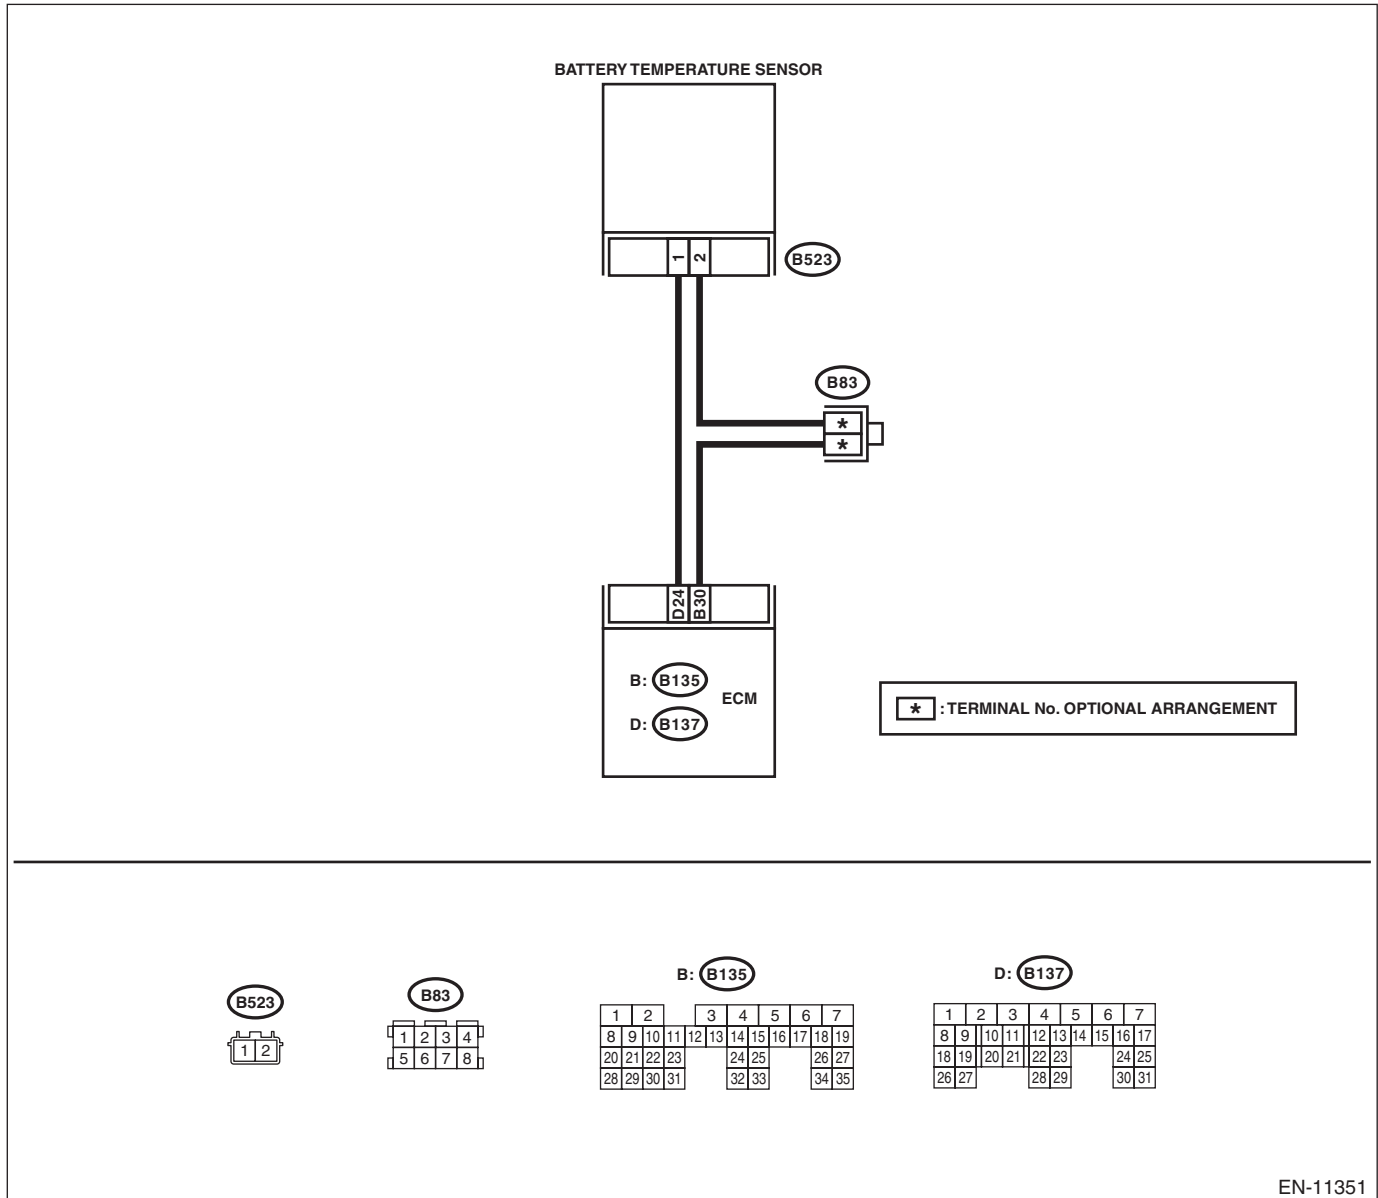 BATTERY TEMPERATURE SENSOR
1 2
B523
B83
*
*
D24 B30
B: B135
ECM
D: B137
* : TERMINAL No. OPTIONAL ARRANGEMENT
B523
1 2
B83
1 2 3 4
5 6 7 8
B: B135
1 2 3 4 5 6 7
8 9 10 11 12 13 14 15 16 17 18 19
20 21 22 23 24 25 26 27
28 29 30 31 32 33 34 35
D: B137
1 2 3 4 5 6 7
8 9 10 11 12 13 14 15 16 17
18 19 20 21 22 23 24 25
26 27 28 29 30 31
EN-11351